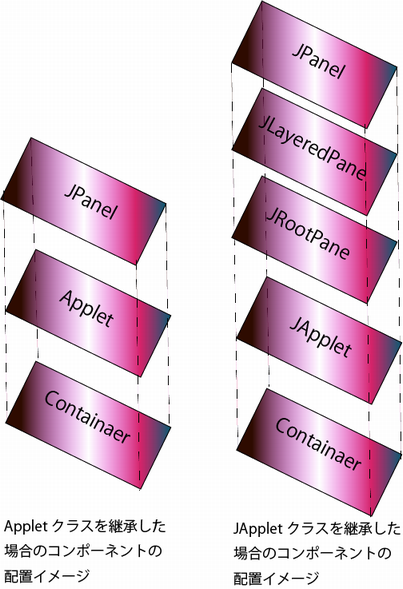 JPanel
Applet
Containaer
Applet クラスを継承した
場合のコンポーネントの
配置イメージ
JPanel
JLayeredPane
JRootPane
JApplet
Containaer
JApplet クラスを継承した
場合のコンポーネントの
配置イメージ